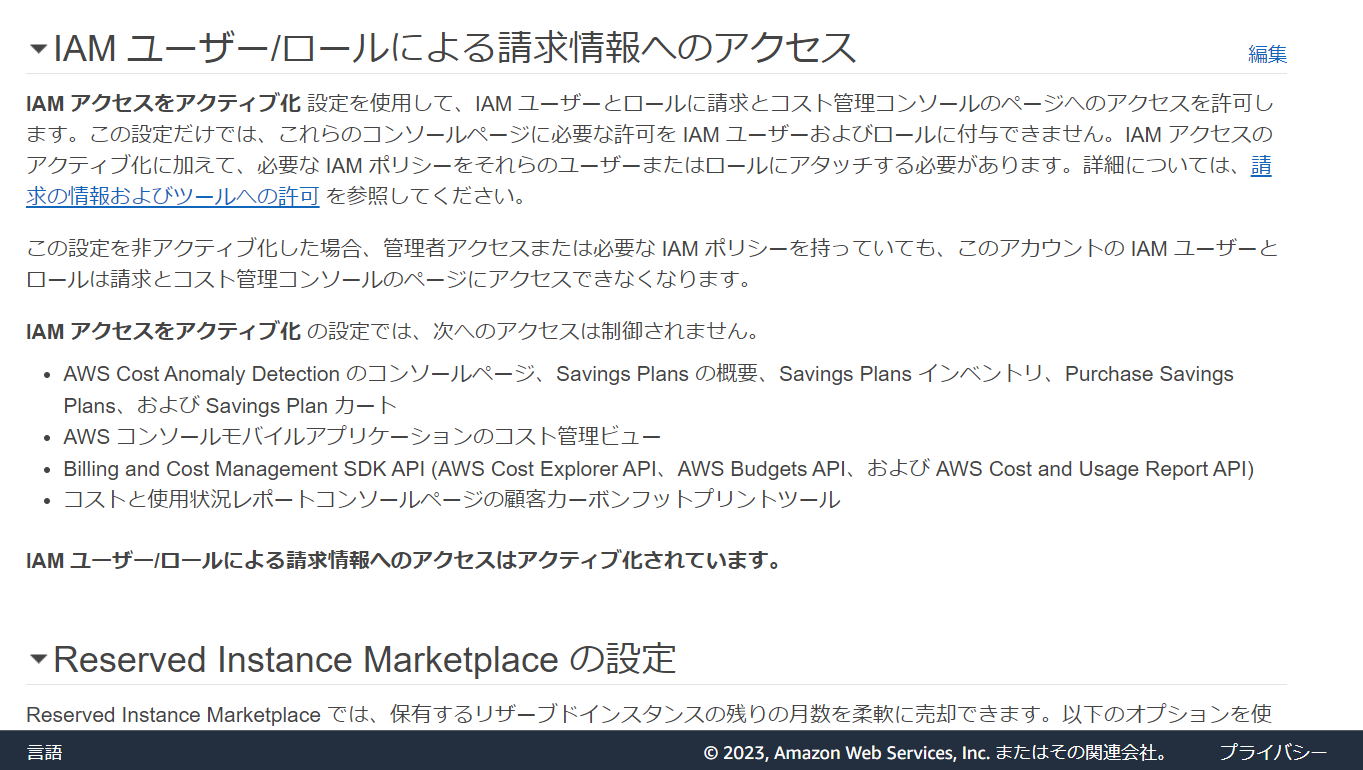 IAM ユーザー/ロールによる請求情報へのアクセス
編集
IAM アクセスをアクティブ化 設定を使用して、IAM ユーザーとロールに請求とコスト管理コンソールのページへのアクセスを許可し
ます。この設定だけでは、これらのコンソールページに必要な許可を IAM ユーザーおよびロールに付与できません。IAM アクセスの
アクティブ化に加えて、必要な IAM ポリシーをそれらのユーザーまたはロールにアタッチする必要があります。詳細については、請
求の情報およびツールへの許可 を参照してください。
この設定を非アクティブ化した場合、管理者アクセスまたは必要な IAM ポリシーを持っていても、このアカウントの IAM ユーザーと
ロールは請求とコスト管理コンソールのページにアクセスできなくなります。
IAM アクセスをアクティブ化 の設定では、次へのアクセスは制御されません。
• AWS Cost Anomaly Detection のコンソールページ、Savings Plans の概要、Savings Plans インベントリ、Purchase Savings
Plans、および Savings Plan カート
• AWS コンソールモバイルアプリケーションのコスト管理ビュー
• Billing and Cost Management SDK API (AWS Cost Explorer API、AWS Budgets API、および AWS Cost and Usage Report API)
• コストと使用状況レポートコンソールページの顧客カーボンフットプリントツール
IAM ユーザー/ロールによる請求情報へのアクセスはアクティブ化されています。
Reserved Instance Marketplace の設定
Reserved Instance Marketplace では、保有するリザーブドインスタンスの残りの月数を柔軟に売却できます。以下のオプションを使
言語
© 2023, Amazon Web Services, Inc. またはその関連会社。
プライバシー